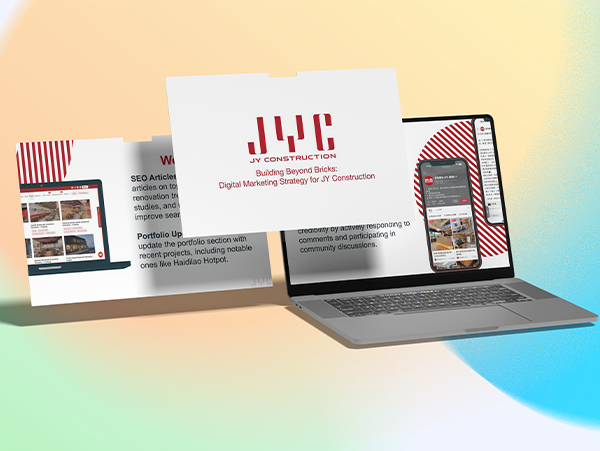 JYC
JY CONSTRUCTION
Building Beyond Bricks:
Digital Marketing Strategy for JY Construction
We
SEO Articles
articles on to
renovation tre
studies, and
improve sear
Portfolio Up
update the portfolio section with
recent projects, including notable
ones like Haidilao Hotpot.
credibility by actively responding to
comments and participating in
community discussions.